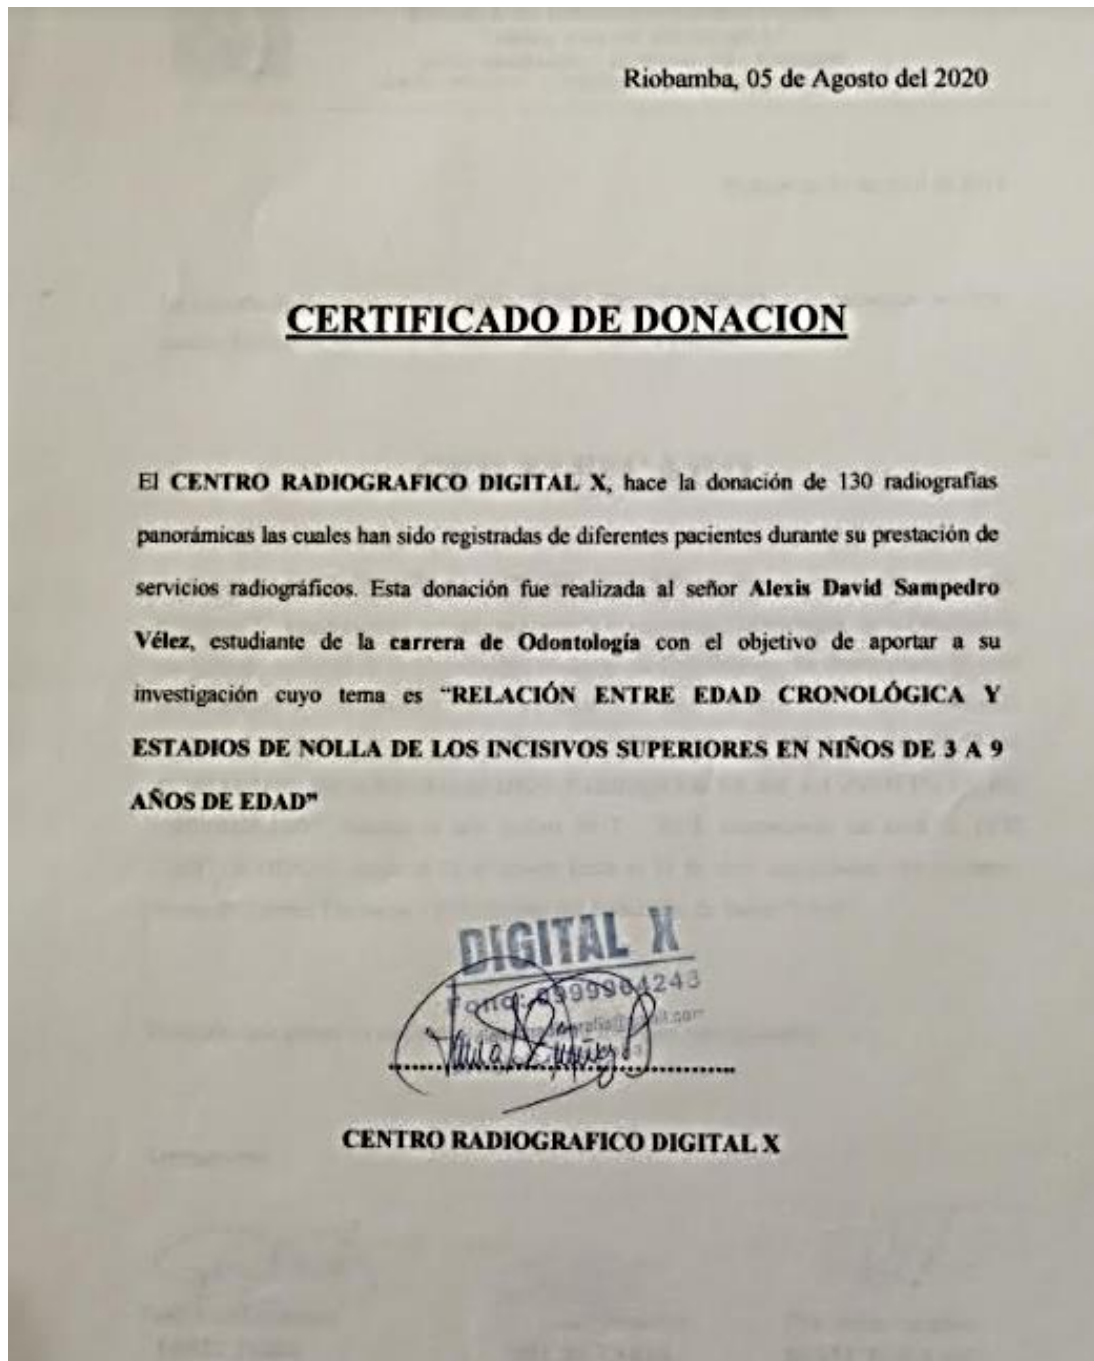 Riobamba, 05 de Agosto del 2020
CERTIFICADO DE DONACION
El CENTRO RADIOGRAFICO DIGITAL X, hace la donación de 130 radiografías
panorámicas las cuales han sido registradas de diferentes pacientes durante su prestación de
servicios radiográficos. Esta donación fue realizada al señor Alexis David Sampedro
Vélez, estudiante de la carrera de Odontología con el objetivo de aportar a su
investigación cuyo tema es “RELACIÓN ENTRE EDAD CRONOLÓGICA Y
ESTADIOS DE NOLLA DE LOS INCISIVOS SUPERIORES EN NIÑOS DE 3 A 9
AÑOS DE EDAD”
DIGITAL X
Fono:
CENTRO RADIOGRAFICO DIGITAL X